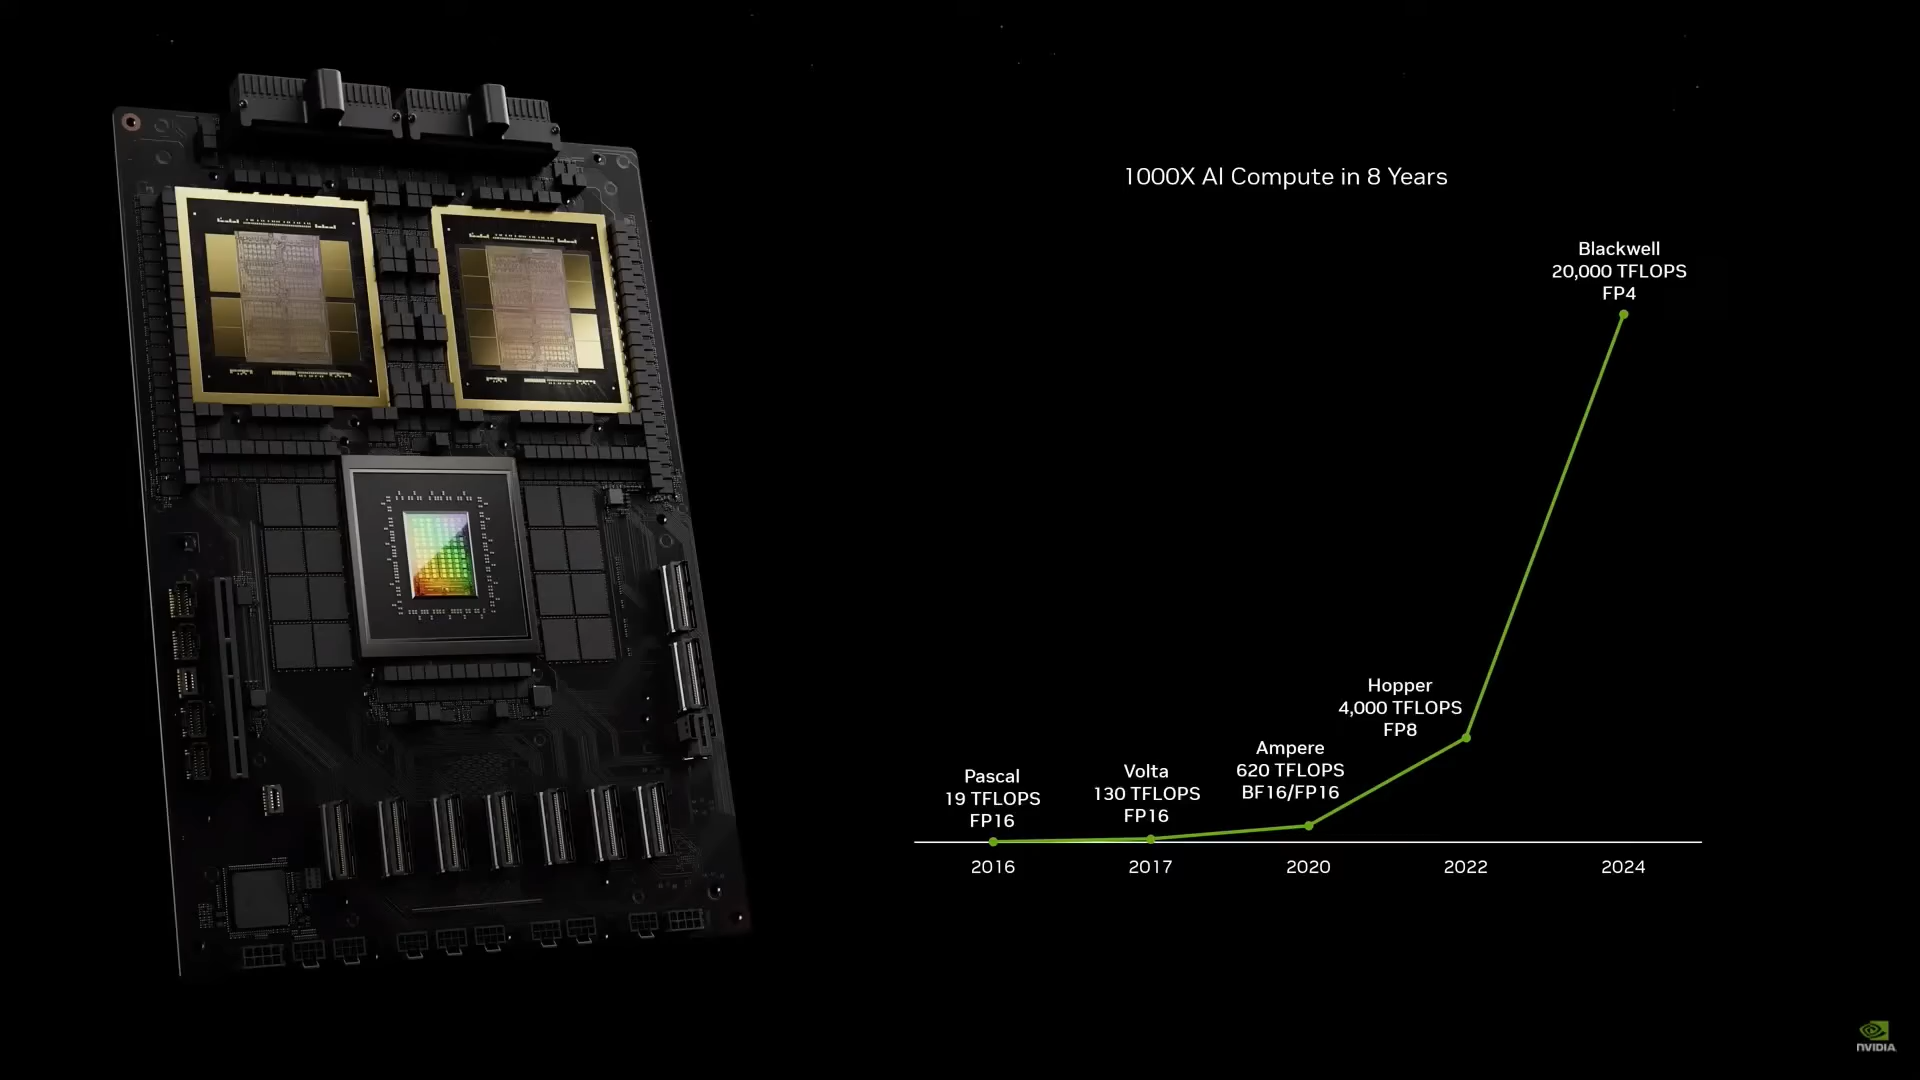 1000X AI Compute in 8 Years
Blackwell
20,000 TFLOPS
FP4
Hopper
4,000 TFLOPS
FP8
Ampere
620 TFLOPS
BF16/FP16
Volta
130 TFLOPS
FP16
Pascal
19 TFLOPS
FP16
2016
2017
2020
2022
2024
NVIDIA